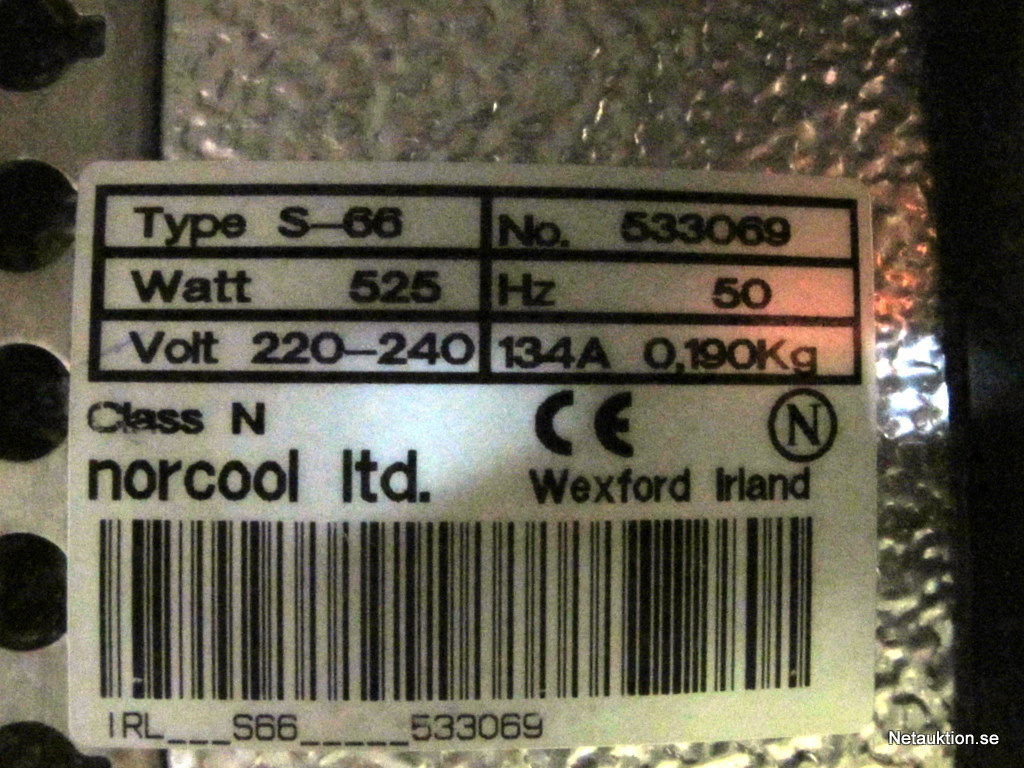 Type S-66 No. 533069
Watt 525 Hz 50
Volt 220-240 134A 0,190Kg
Class N CE N
norcool ltd. Wexford Irland
IRL___S66_____533069
Netauktion.se